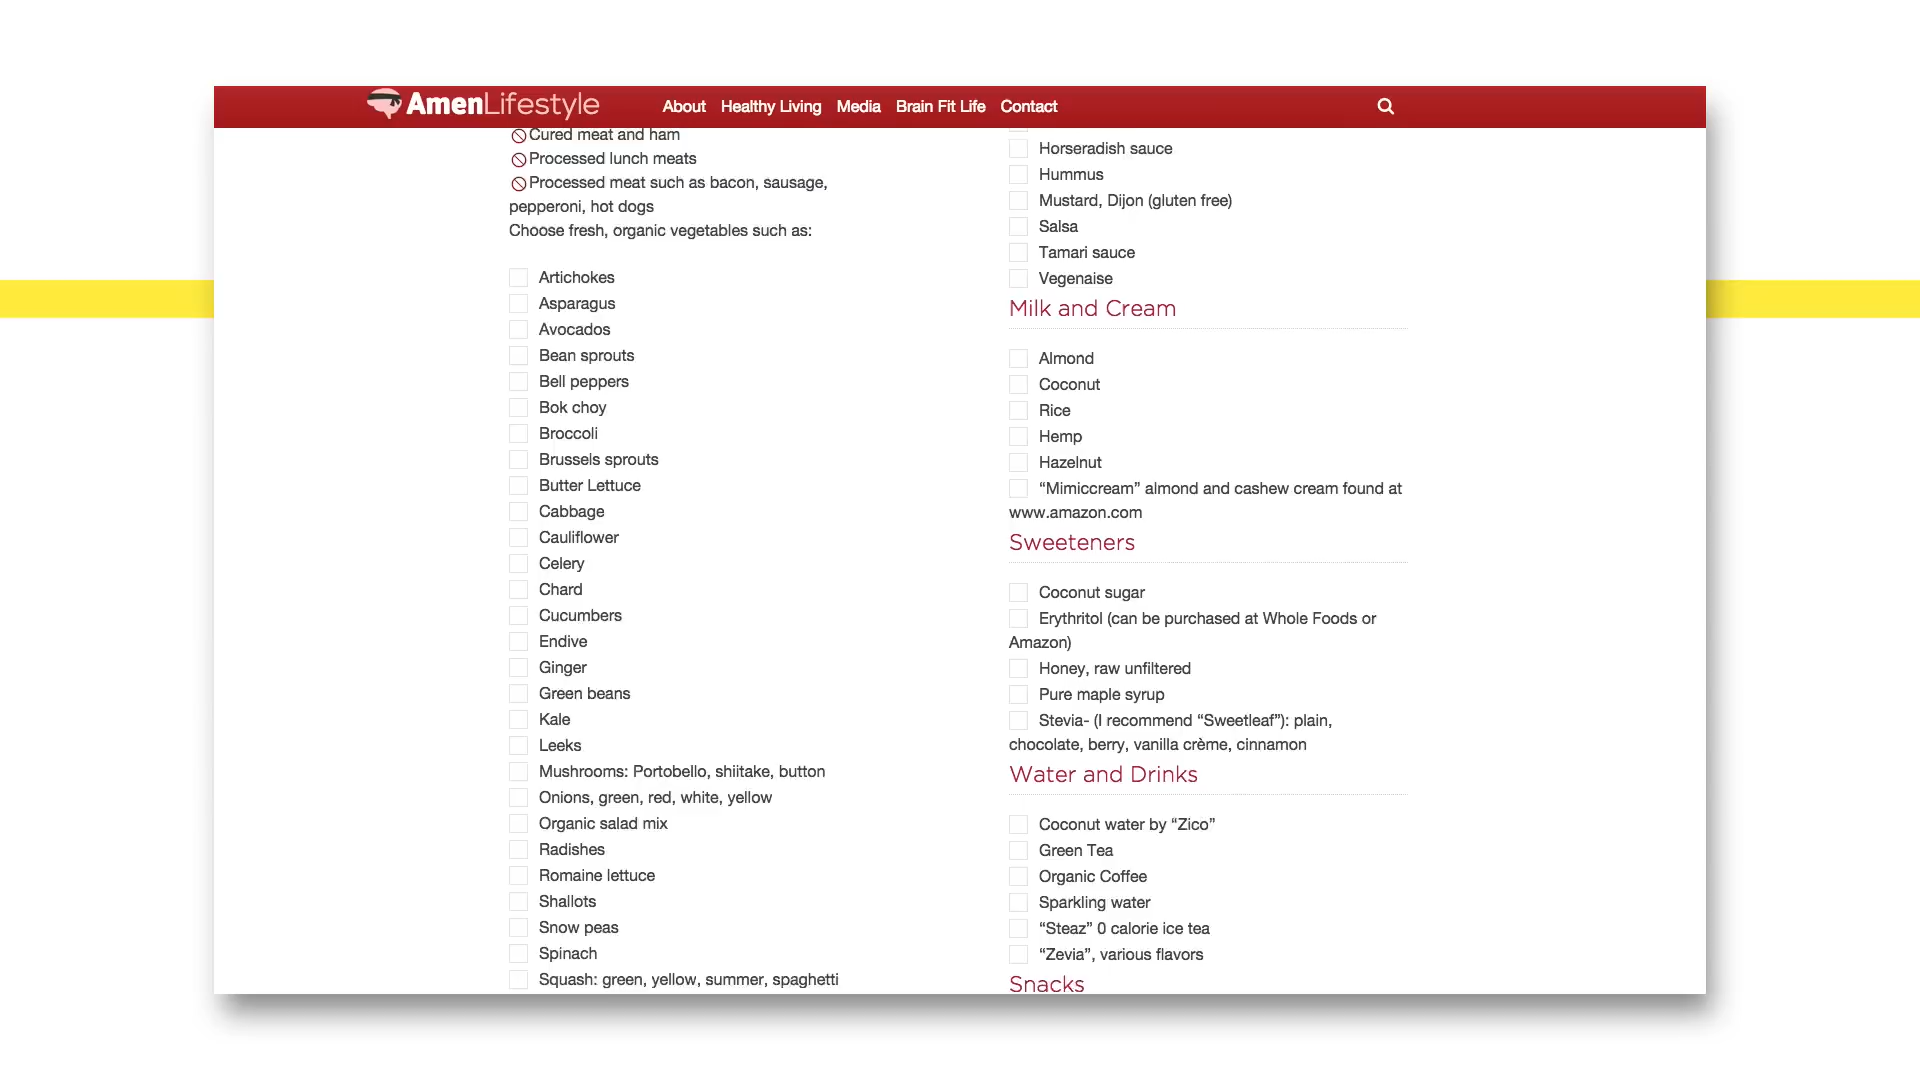 AmenLifestyle
About Healthy Living Media Brain Fit Life Contact
Cured meat and ham
Processed lunch meats
Processed meat such as bacon, sausage,
pepperoni, hot dogs
Choose fresh, organic vegetables such as:
Artichokes
Asparagus
Avocados
Bean sprouts
Bell peppers
Bok choy
Broccoli
Brussels sprouts
Butter Lettuce
Cabbage
Cauliflower
Celery
Chard
Cucumbers
Endive
Ginger
Green beans
Kale
Leeks
Mushrooms: Portobello, shiitake, button
Onions, green, red, white, yellow
Organic salad mix
Radishes
Romaine lettuce
Shallots
Snow peas
Spinach
Squash: green, yellow, summer, spaghetti
Horseradish sauce
Hummus
Mustard, Dijon (gluten free)
Salsa
Tamari sauce
Vegenaise
Milk and Cream
Almond
Coconut
Rice
Hemp
Hazelnut
“Mimiccream” almond and cashew cream found at
www.amazon.com
Sweeteners
Coconut sugar
Erythritol (can be purchased at Whole Foods or
Amazon)
Honey, raw unfiltered
Pure maple syrup
Stevia- (I recommend “Sweetleaf”): plain,
chocolate, berry, vanilla crème, cinnamon
Water and Drinks
Coconut water by “Zico”
Green Tea
Organic Coffee
Sparkling water
“Steaz” 0 calorie ice tea
“Zevia”, various flavors
Snacks